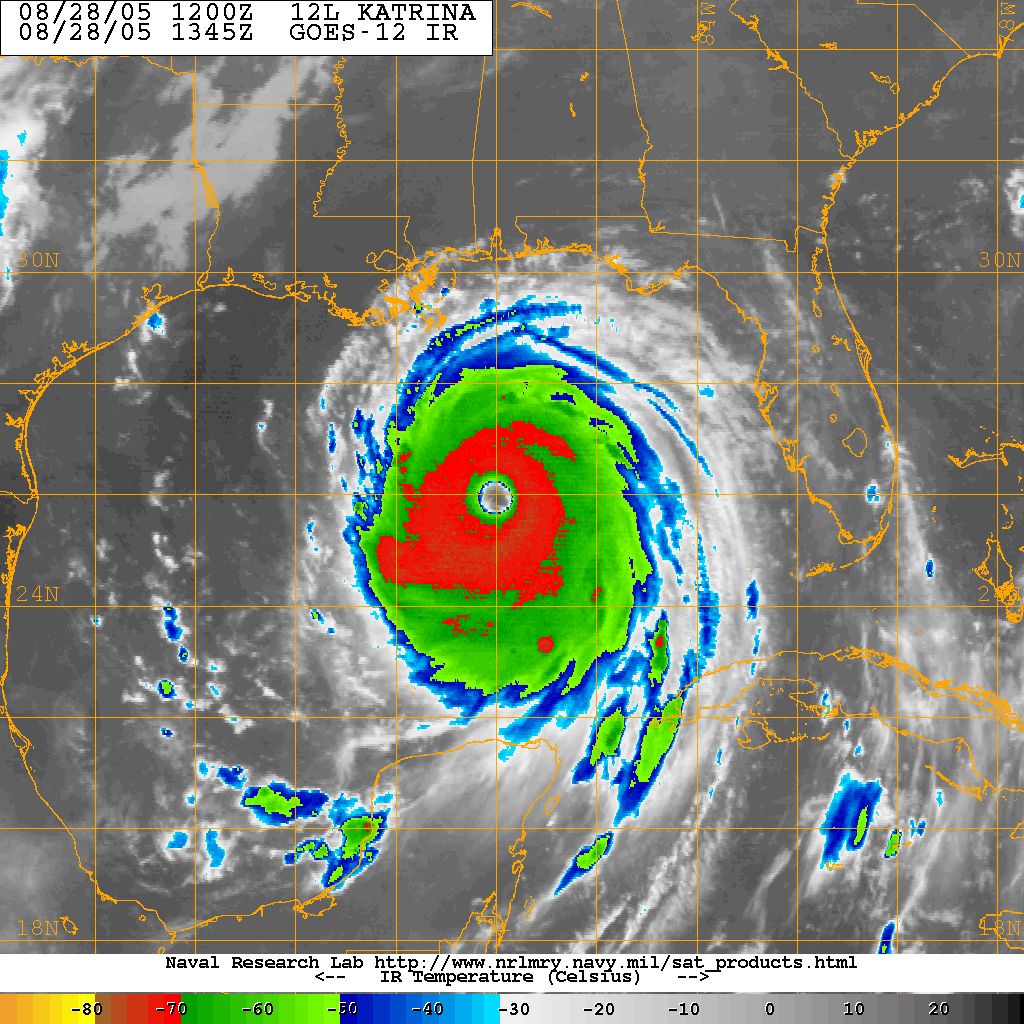 08/28/05 1200Z 12L KATRINA
08/28/05 1345Z GOES-12 IR
30N 30N
24N
18N
Naval Research Lab http://www.nrlmry.navy.mil/sat_products.html
<-- IR Temperature (Celsius) -->
-80 -70 -60 -50 -40 -30 -20 -10 0 10 20